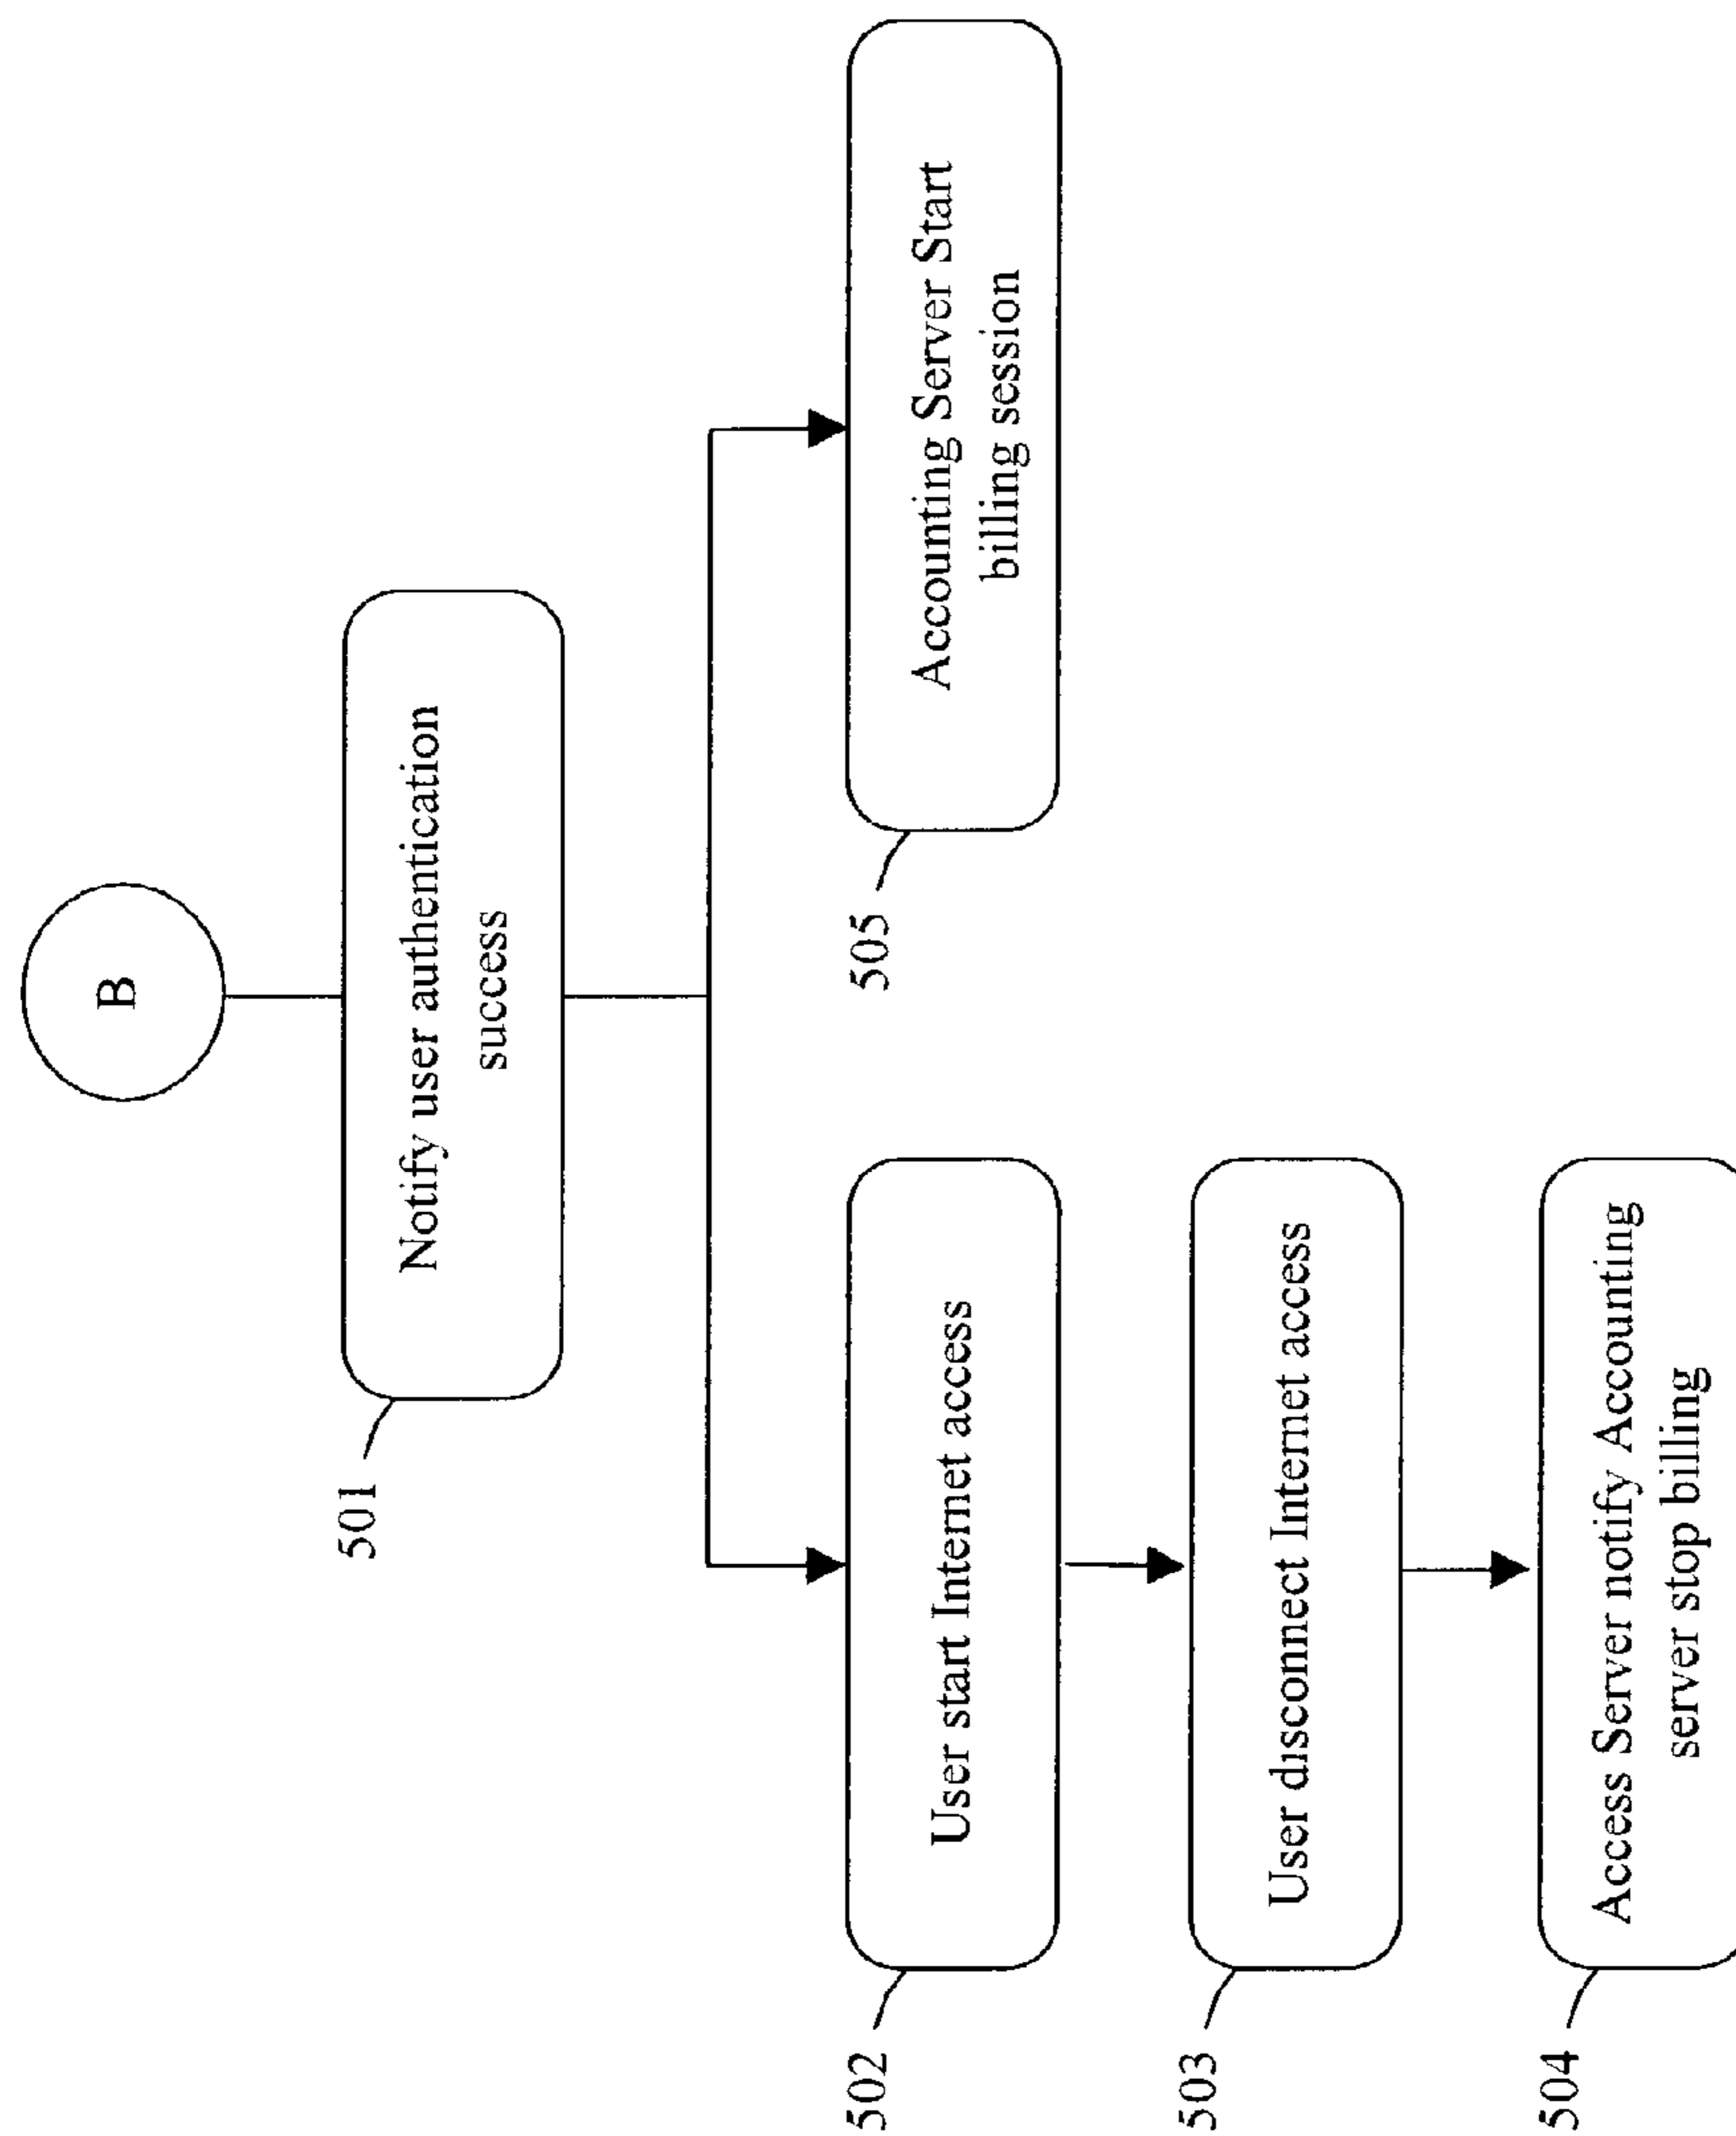 B
501
Notify user authentication
success
502
User start Internet access
505
Accounting Server Start
billing session
503
User disconnect Internet access
504
Access Server notify Accounting
server stop billing